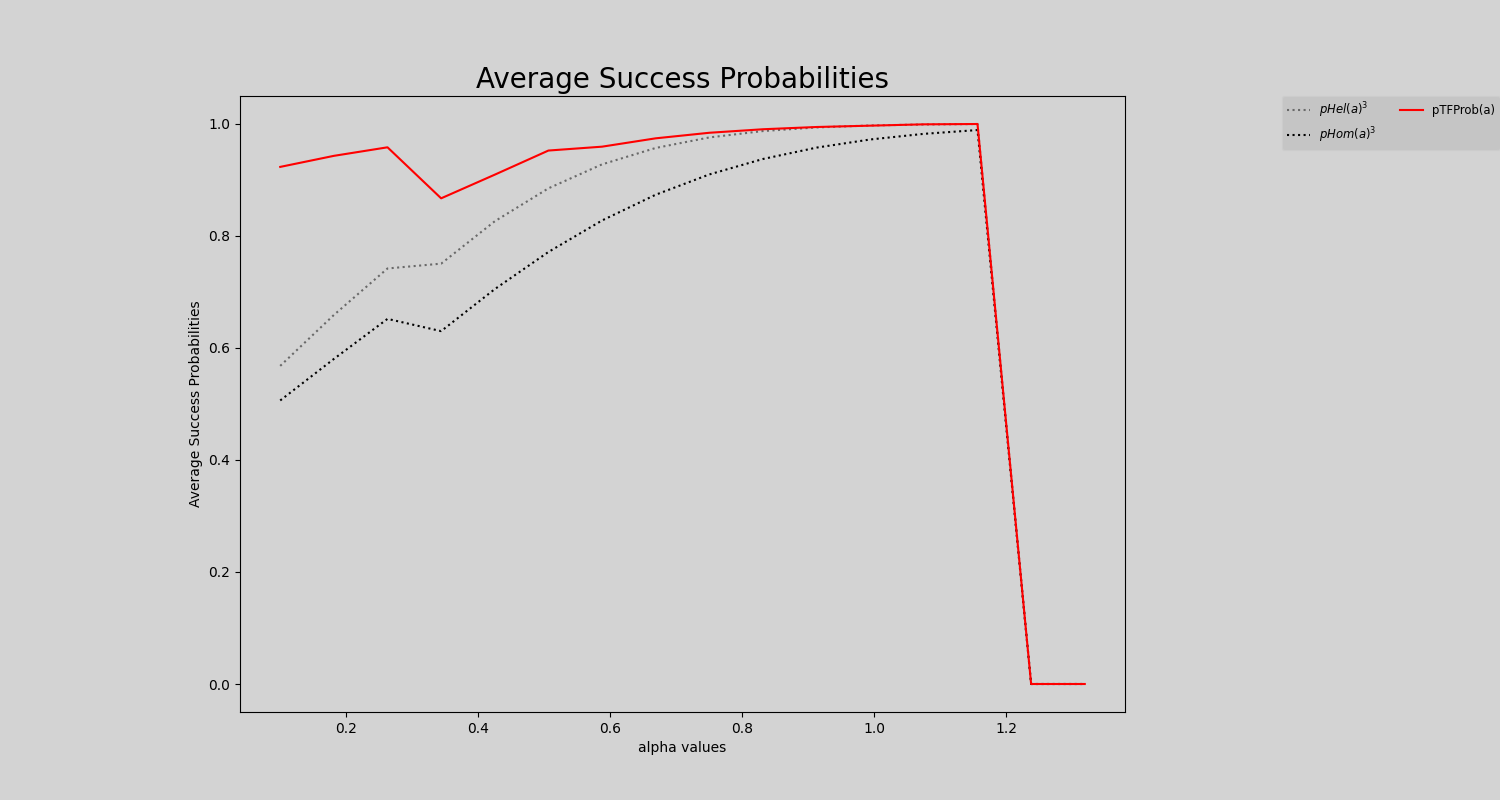 Average Success Probabilities
pHel(a)³
pHom(a)³
pTFProb(a)
Average Success Probabilities
1.0
0.8
0.6
0.4
0.2
0.0
0.2 0.4 0.6 0.8 1.0 1.2
alpha values